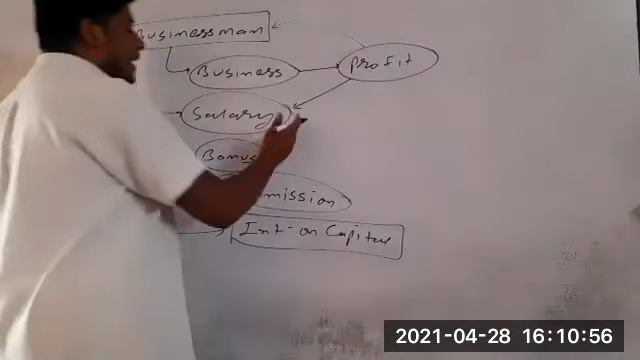 Businessman
Business
profit
Salary
Bonus
mission
Int- on Capital
2021-04-28 16:10:56